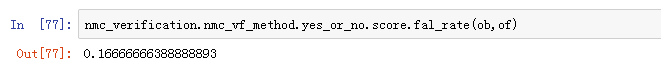 In [77]: nmc_verification.nmc_vf_method.yes_or_no.score.fal_rate(ob,of)
Out[77]: 0.16666666388888893